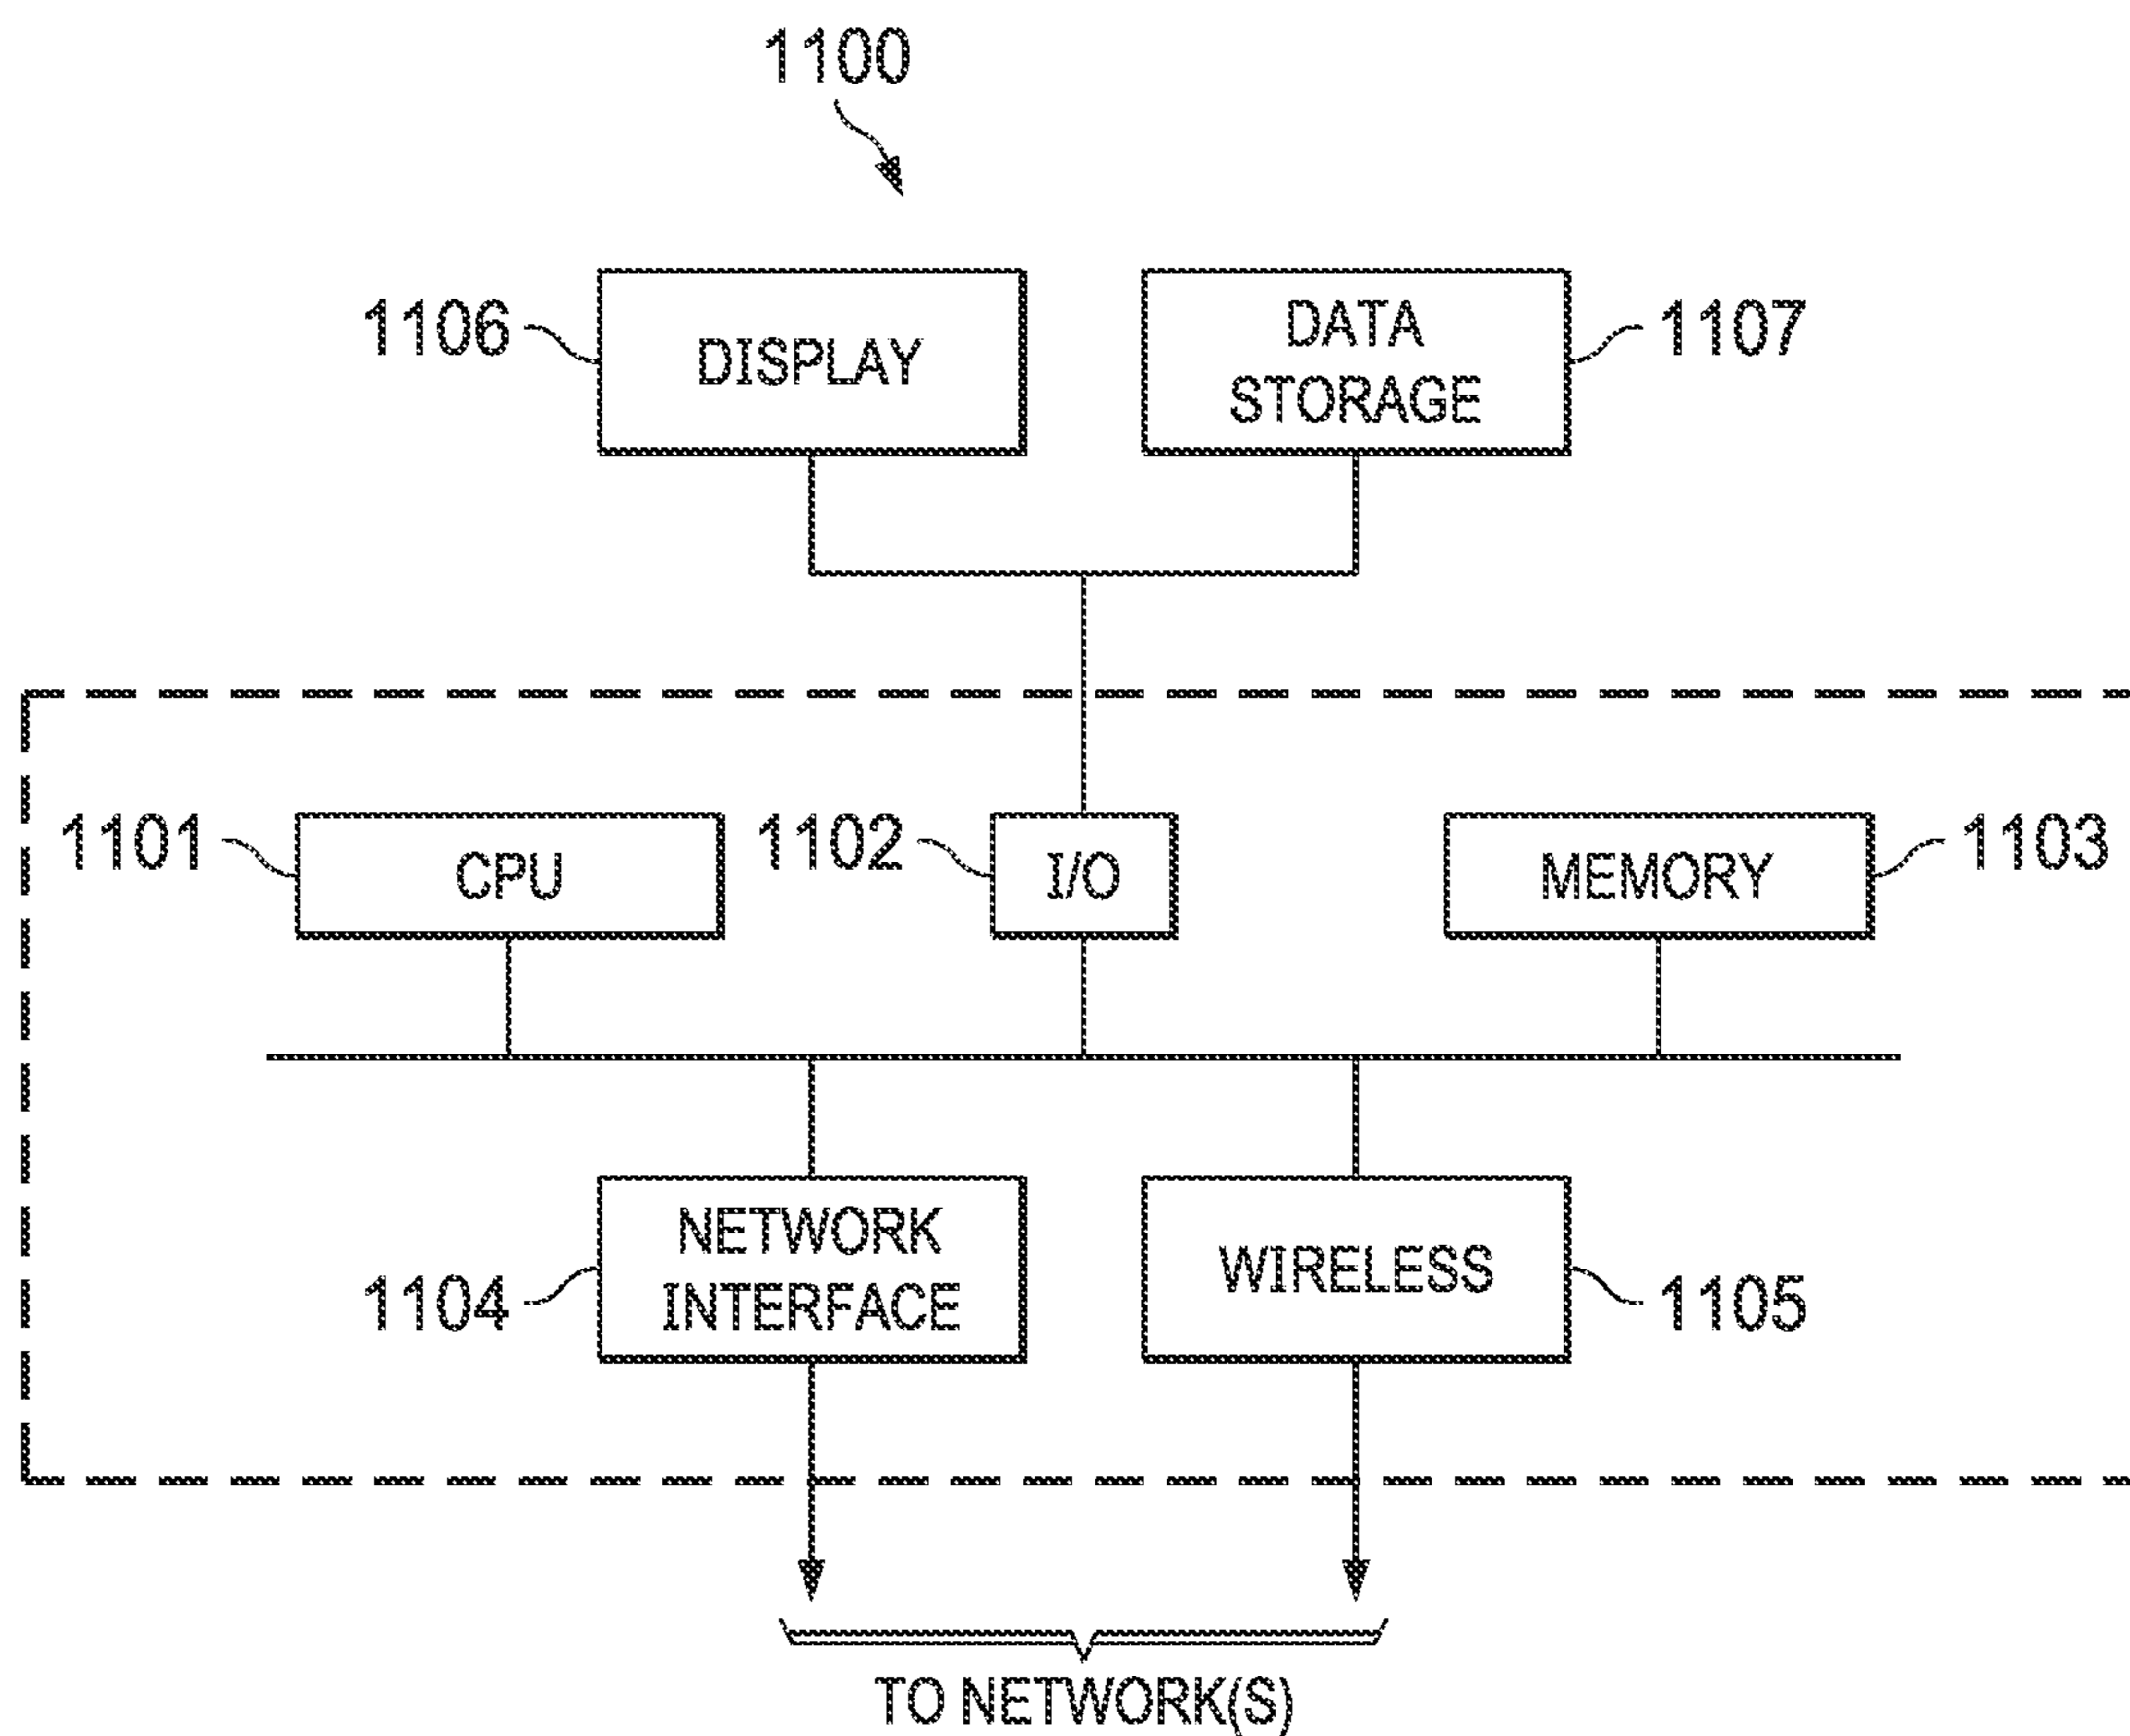 1100
1106
DISPLAY
DATA
STORAGE
1107
1101
CPU
1102
I/O
MEMORY
1103
1104
NETWORK
INTERFACE
WIRELESS
1105
TO NETWORK(S)